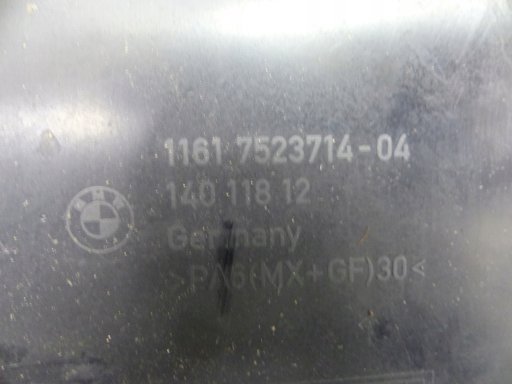 1161 7523714-04
140 118 12
Germany
>PA6(MX+GF)30<